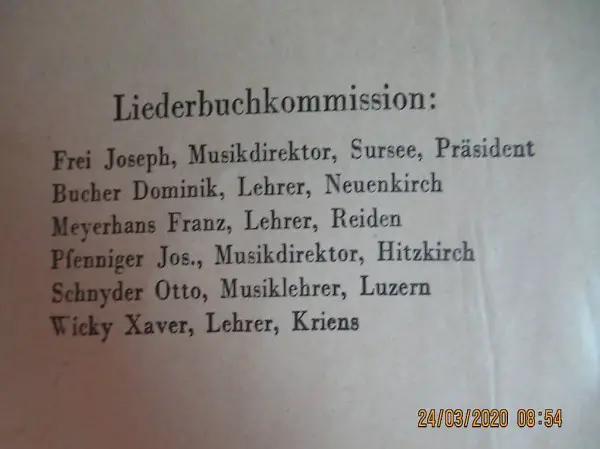 Liederbuchkommission:
Frei Joseph, Musikdirektor, Sursee, Präsident
Bucher Dominik, Lehrer, Neuenkirch
Meyerhans Franz, Lehrer, Reiden
Pfenniger Jos., Musikdirektor, Hitzkirch
Schnyder Otto, Musiklehrer, Luzern
Wicky Xaver, Lehrer, Kriens
24/03/2020 08:54